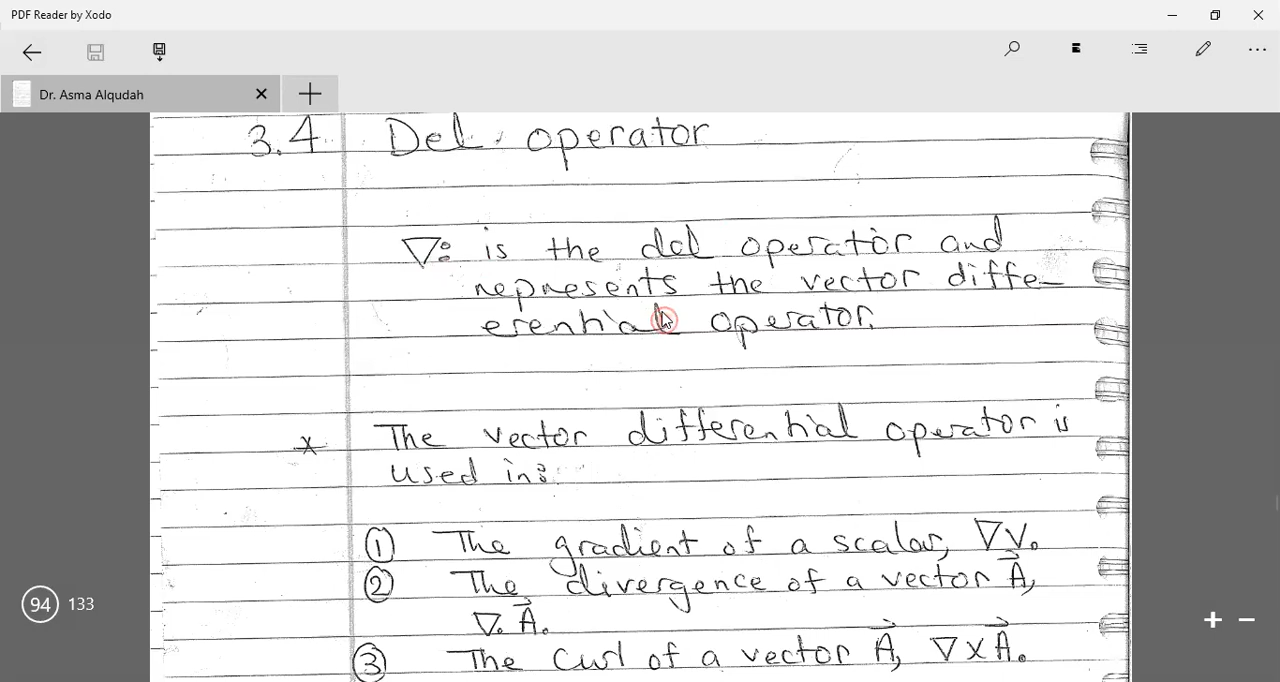 PDF Reader by Xodo
Dr. Asma Alqudah
3.4 Del operator
∇: is the del operator and
represents the vector diffe-
erential operator.
* The vector differential operator is
used in:
① The gradient of a scalar, ∇V.
② The divergence of a vector A⃗,
∇. A⃗.
③ The Curl of a vector A⃗, ∇ x A⃗.
94 133